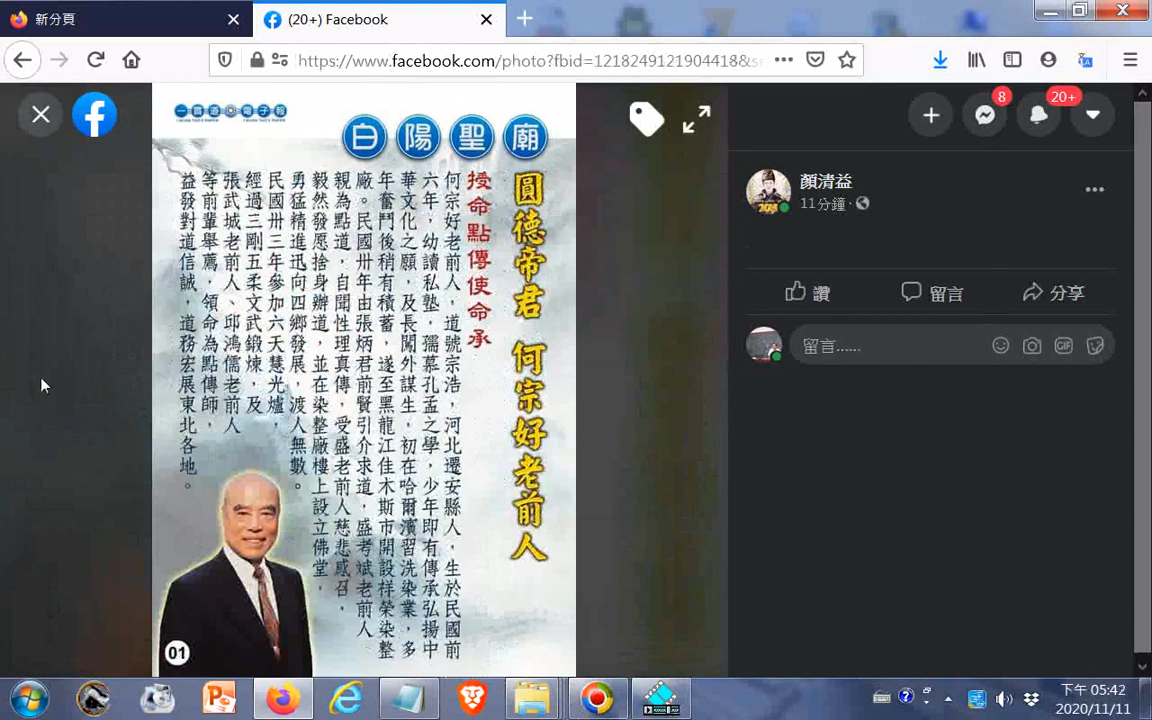 新分頁
(20+) Facebook
https://www.facebook.com/photo?fbid=1218249121904418&s
一貫道電子報
白陽聖廟
圓德帝君 何宗好老前人
授命點傳使命承
何宗好老前人，道號宗浩，河北遷安縣人，生於民國前
六年，幼讀私塾，孺慕孔孟之學，少年即有傳承弘揚中
華文化之願，及長闖外謀生，初在哈爾濱習洗染業，多
年奮鬥後稍有積蓄，遂至黑龍江佳木斯市開設祥榮染整
廠。民國卅年由張炳君前賢引介求道，盛考斌老前人
親為點道，自聞性理真傳，受盛老前人慈悲感召，
毅然發愿捨身辦道，並在染整廠樓上設立佛堂，
勇猛精進迅向四鄉發展，渡人無數。
民國卅三年參加六天慧光爐，
經過三剛五柔文武鍛煉，及
張武城老前人、邱鴻儒老前人
等前輩舉薦，領命為點傳師，
益發對道信誠，道務宏展東北各地。
01
8
20+
顏清益
11分鐘 ·
讚
留言
分享
留言......
GIF
下午 05:42
2020/11/11